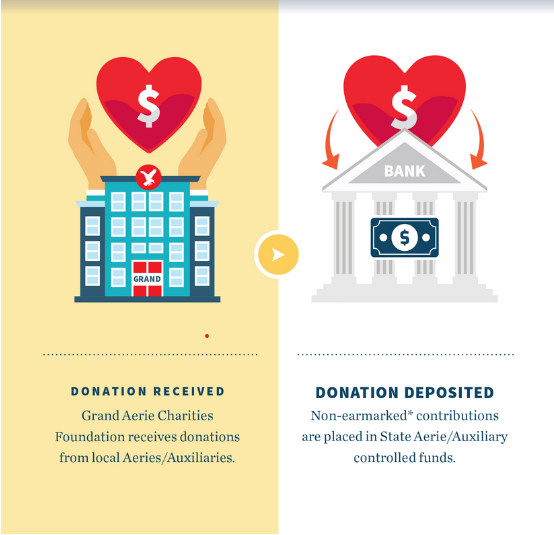 $
GRAND
DONATION RECEIVED
Grand Aerie Charities
Foundation receives donations
from local Aeries/Auxiliaries.
$
BANK
$
DONATION DEPOSITED
Non-earmarked* contributions
are placed in State Aerie/Auxiliary
controlled funds.